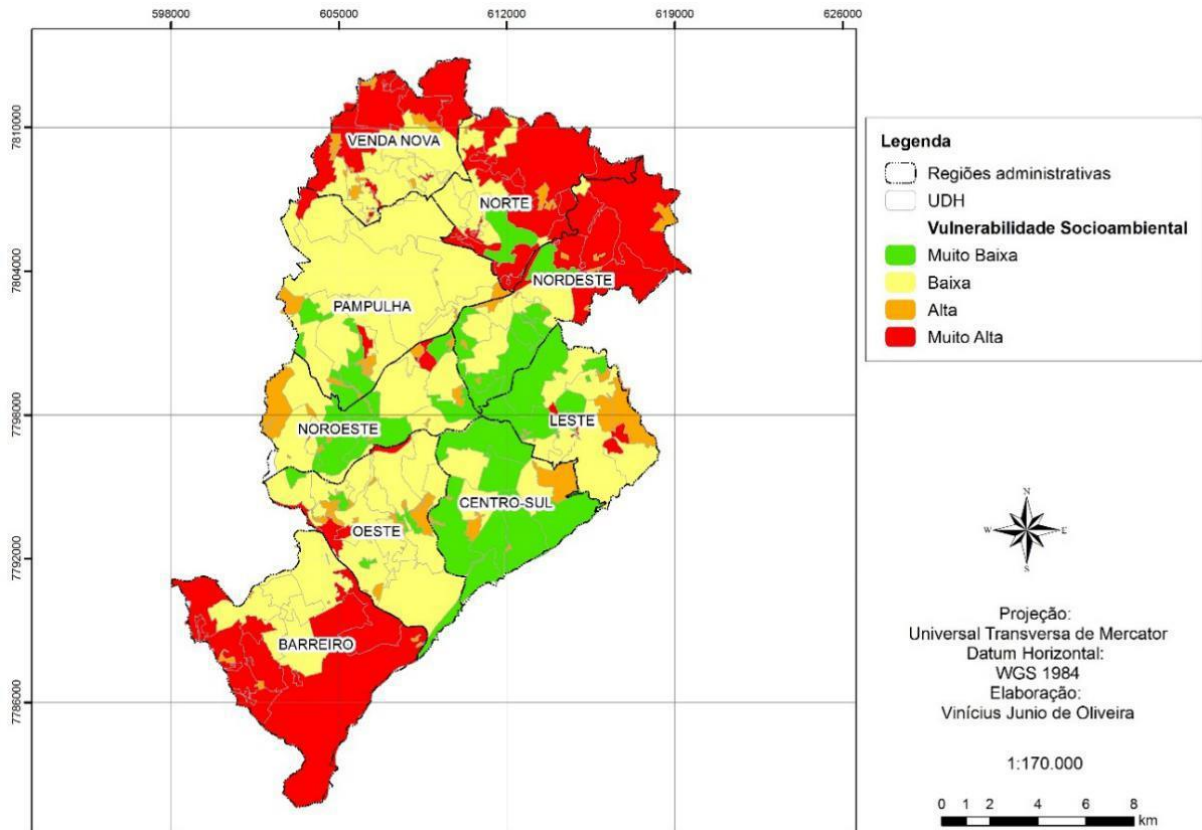 598000
605000
612000
619000
626000
7810000
7804000
7798000
7792000
7786000
VENDA NOVA
NORTE
NORDESTE
PAMPULHA
NOROESTE
LESTE
CENTRO-SUL
OESTE
BARREIRO
Legenda
Regiões administrativas
UDH
Vulnerabilidade Socioambiental
Muito Baixa
Baixa
Alta
Muito Alta
N
W
E
S
Projeção:
Universal Transversa de Mercator
Datum Horizontal:
WGS 1984
Elaboração:
Vinícius Junio de Oliveira
1:170.000
0 1 2 4 6 8
km